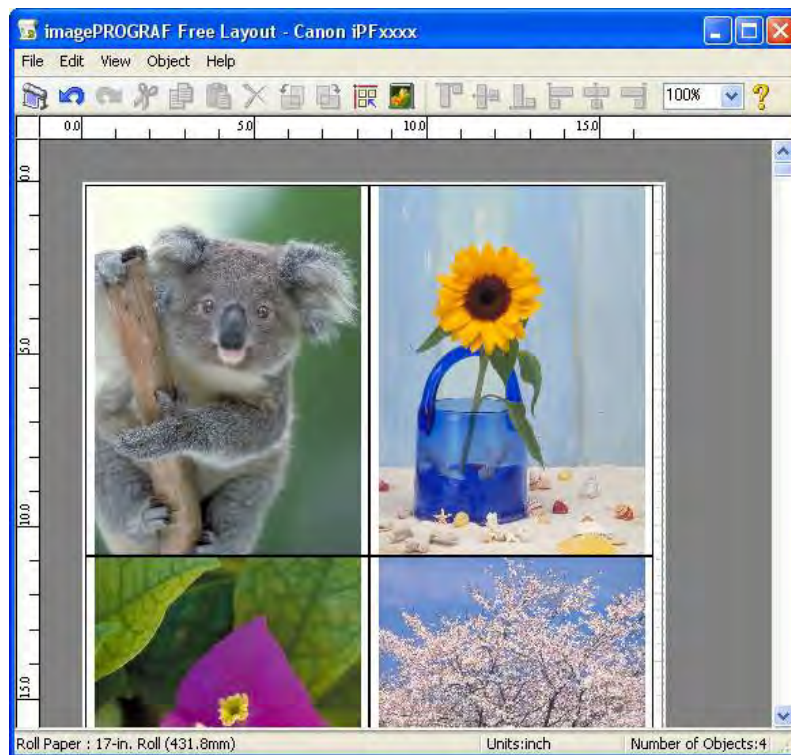 imagePROGRAF Free Layout - Canon iPFxxxx
File Edit View Object Help
100%
0.0 5.0 10.0 15.0
0.0
5.0
10.0
15.0
Roll Paper : 17-in. Roll (431.8mm) Units:inch Number of Objects:4